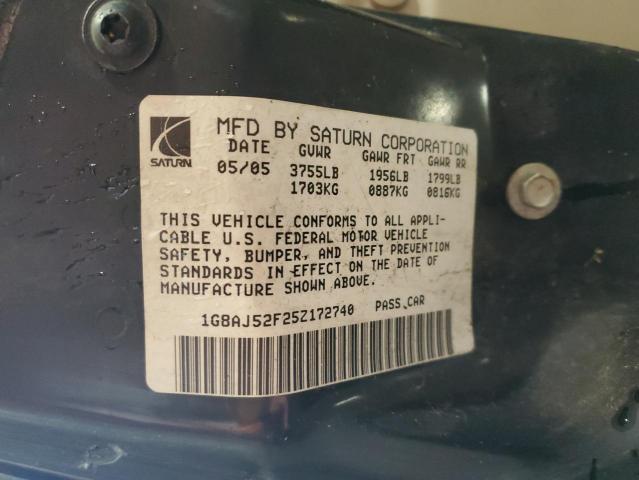 MFD BY SATURN CORPORATION
SATURN
DATE GVWR GAWR FRT GAWR RR
05/05 3755LB 1956LB 1799LB
1703KG 0887KG 0816KG
THIS VEHICLE CONFORMS TO ALL APPLI-
CABLE U.S. FEDERAL MOTOR VEHICLE
SAFETY, BUMPER, AND THEFT PREVENTION
STANDARDS IN EFFECT ON THE DATE OF
MANUFACTURE SHOWN ABOVE.
1G8AJ52F25Z172740 PASS CAR